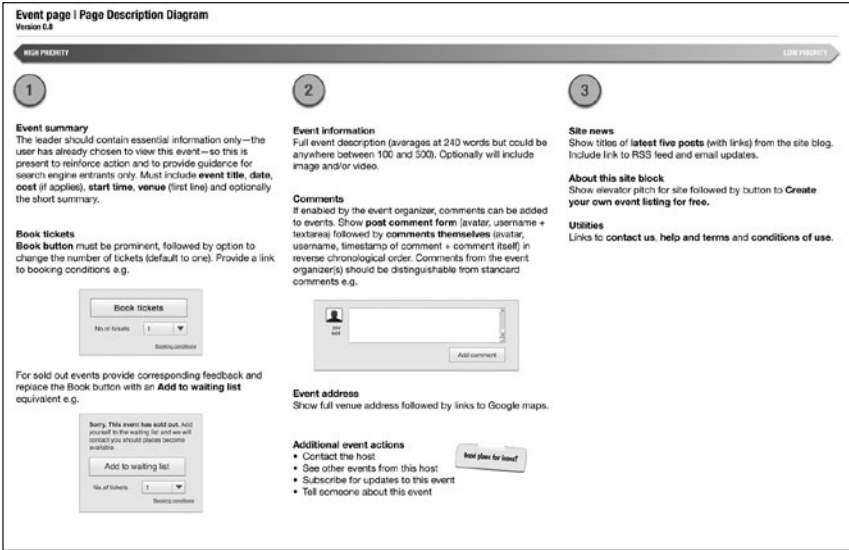 Event page | Page Description Diagram
Version 0.8
HIGH PRIORITY
LOW PRIORITY
1
Event summary
The leader should contain essential information only—the
user has already chosen to view this event—so this is
present to reinforce action and to provide guidance for
search engine entrants only. Must include event title, date,
cost (if applies), start time, venue (first line) and optionally
the short summary.
Book tickets
Book button must be prominent, followed by option to
change the number of tickets (default to one). Provide a link
to booking conditions e.g.
Book tickets
No.of tickets 1
Booking conditions
For sold out events provide corresponding feedback and
replace the Book button with an Add to waiting list
equivalent e.g.
Sorry. This event has sold out. Add
yourself to the waiting list and we will
contact you should places become
available.
Add to waiting list
No.of tickets 1
Booking conditions
2
Event information
Full event description (averages at 240 words but could be
anywhere between 100 and 500). Optionally will include
image and/or video.
Comments
If enabled by the event organizer, comments can be added
to events. Show post comment form (avatar, username +
textarea) followed by comments themselves (avatar,
username, timestamp of comment + comment itself) in
reverse chronological order. Comments from the event
organizer(s) should be distinguishable from standard
comments e.g.
Add comment
Event address
Show full venue address followed by links to Google maps.
Additional event actions
• Contact the host
• See other events from this host
• Subscribe for updates to this event
• Tell someone about this event
place for
3
Site news
Show titles of latest five posts (with links) from the site blog.
Include link to RSS feed and email updates.
About this site block
Show elevator pitch for site followed by button to Create
your own event listing for free.
Utilities
Links to contact us, help and terms and conditions of use.